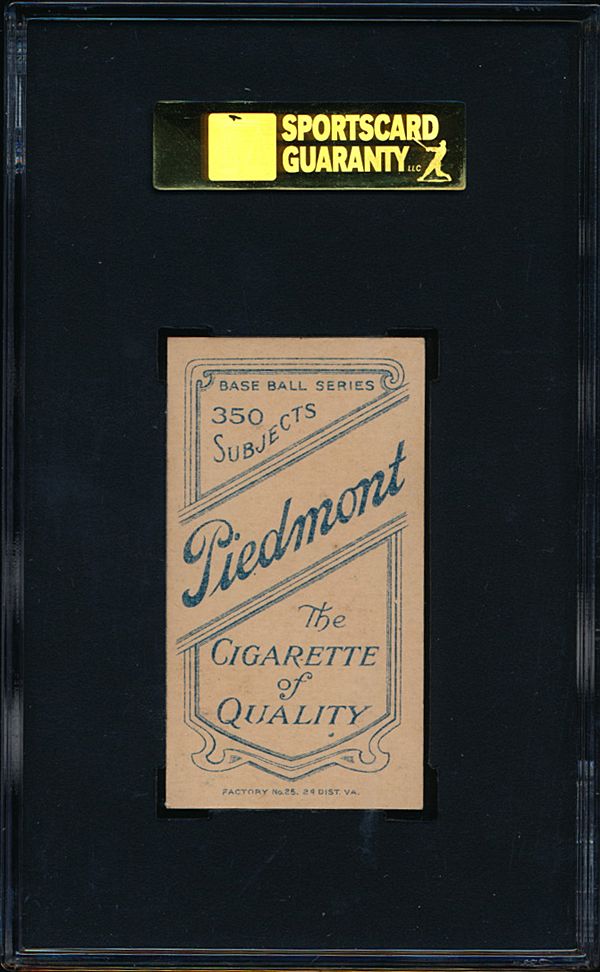 SPORTSCARD
GUARANTY LLC
BASE BALL SERIES
350
SUBJECTS
Piedmont
The
CIGARETTE
of
QUALITY
FACTORY No.25. 2d DIST. VA.